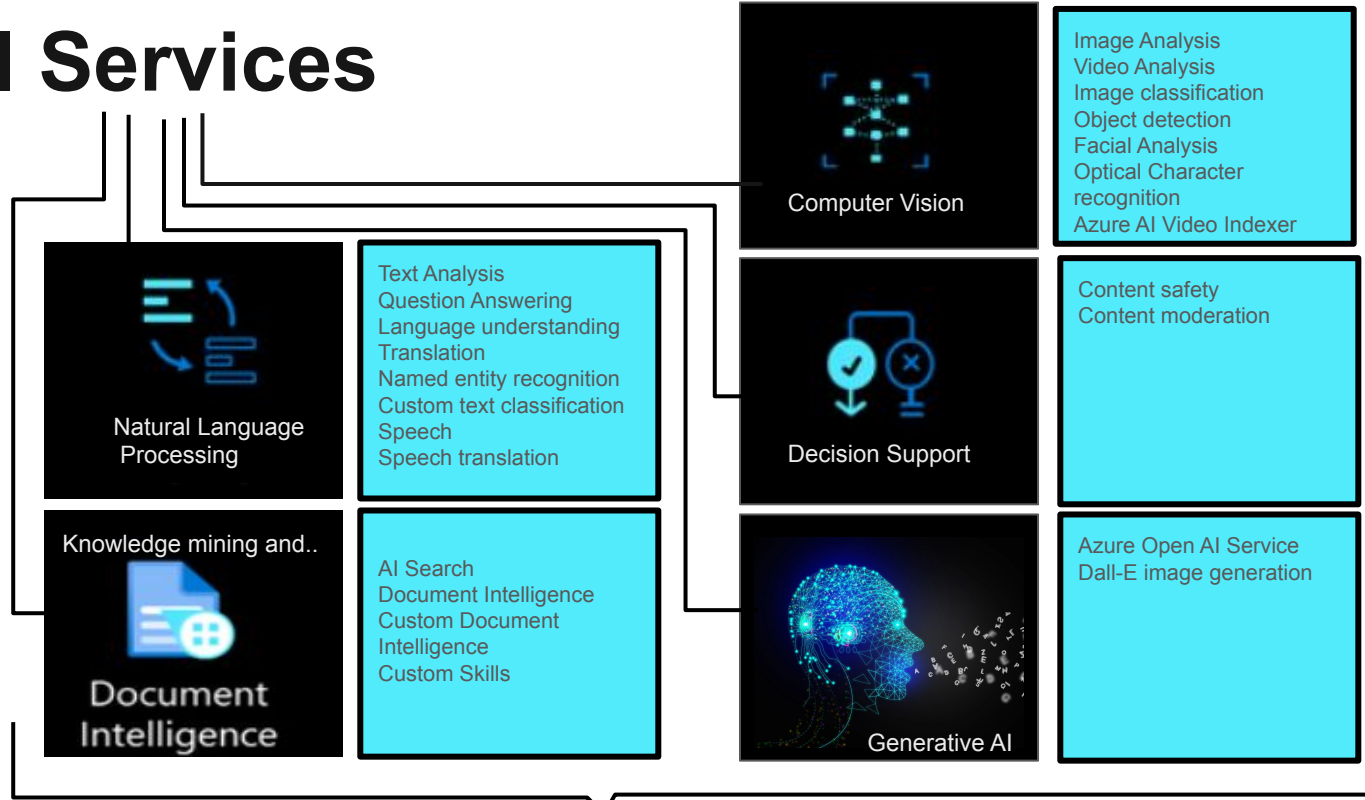 Services
Computer Vision
Image Analysis
Video Analysis
Image classification
Object detection
Facial Analysis
Optical Character
recognition
Azure AI Video Indexer
Natural Language
Processing
Text Analysis
Question Answering
Language understanding
Translation
Named entity recognition
Custom text classification
Speech
Speech translation
Decision Support
Content safety
Content moderation
Knowledge mining and..
Document
Intelligence
AI Search
Document Intelligence
Custom Document
Intelligence
Custom Skills
Generative AI
Azure Open AI Service
Dall-E image generation